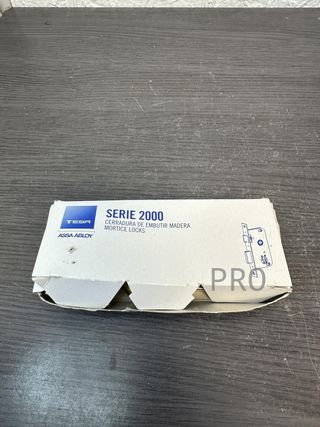 TESA
ASSA ABLOY
SERIE 2000
CERRADURA DE EMBUTIR MADERA
MORTICE LOCKS
PRO